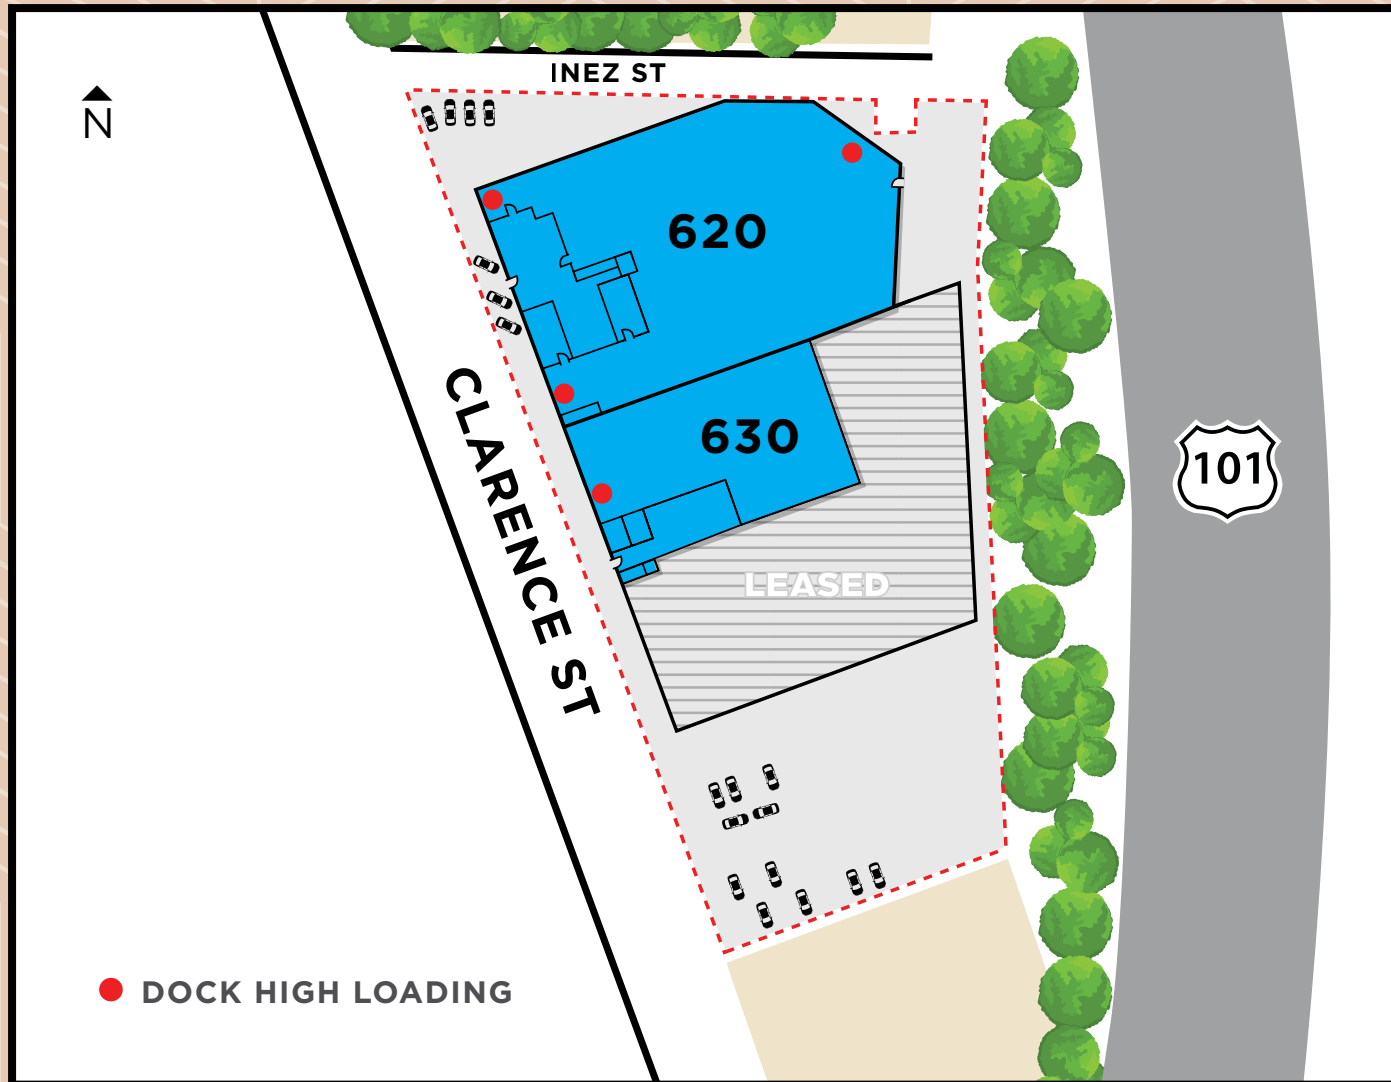 INEZ ST
N
620
CLARENCE ST
630
101
LEASED
DOCK HIGH LOADING